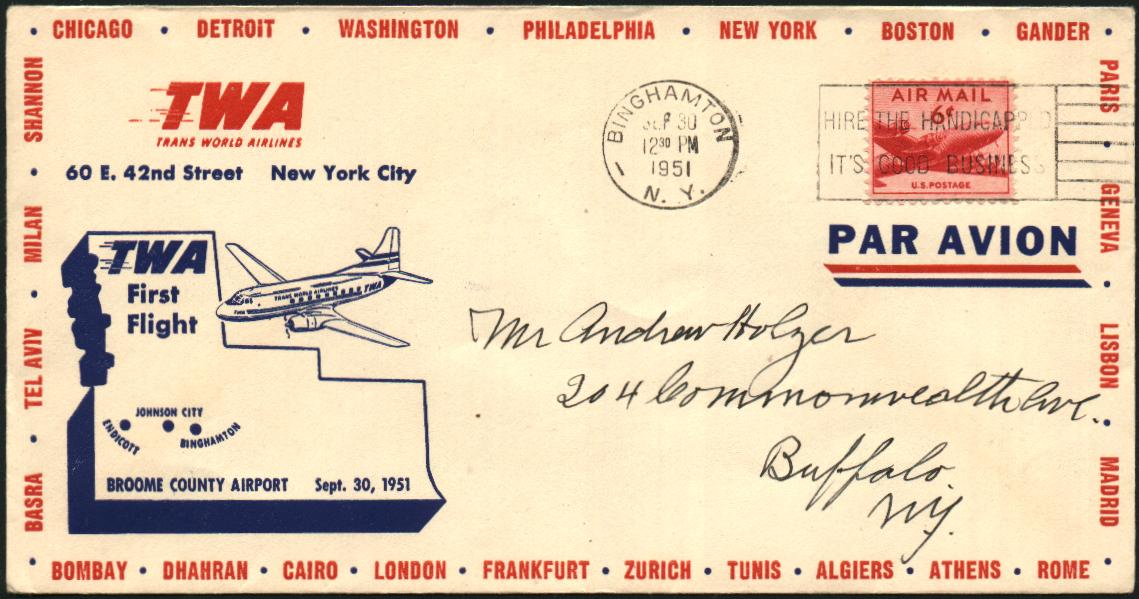 CHICAGO • DETROIT • WASHINGTON • PHILADELPHIA • NEW YORK • BOSTON • GANDER
PARIS • GENEVA • LISBON • MADRID
SHANNON • MILAN • TEL AVIV • BASRA
TWA
TRANS WORLD AIRLINES
60 E. 42nd Street New York City
BINGHAMTON
SEP 30
12 30 PM
1951
N. Y.
AIR MAIL
6¢
U.S. POSTAGE
HIRE THE HANDICAPPED
IT'S GOOD BUSINESS
PAR AVION
TWA
First
Flight
TRANS WORLD AIRLINES TWA
TWA
JOHNSON CITY
ENDICOTT
BINGHAMTON
BROOME COUNTY AIRPORT Sept. 30, 1951
Mr Andrew Holzer
204 Commonwealth Ave.
Buffalo
N.Y.
BOMBAY • DHAHRAN • CAIRO • LONDON • FRANKFURT • ZURICH • TUNIS • ALGIERS • ATHENS • ROME